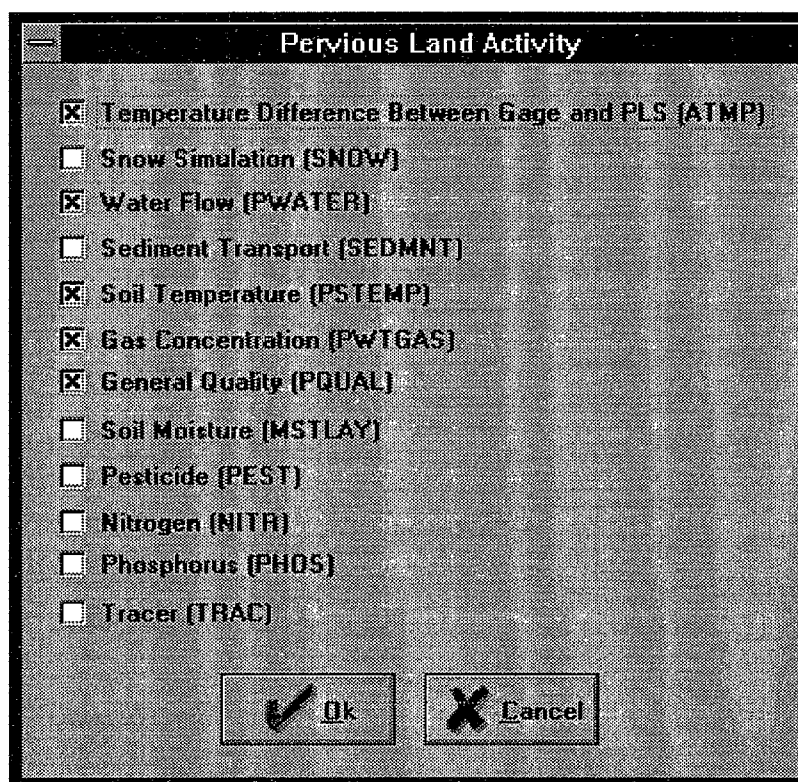 Pervious Land Activity
Temperature Difference Between Gage and PLS (ATMP)
Snow Simulation (SNOW)
Water Flow (PWATER)
Sediment Transport (SEDMNT)
Soil Temperature (PSTEMP)
Gas Concentration (PWTGAS)
General Quality (PQUAL)
Soil Moisture (MSTLAY)
Pesticide (PEST)
Nitrogen (NITR)
Phosphorus (PHOS)
Tracer (TRAC)
Ok Cancel